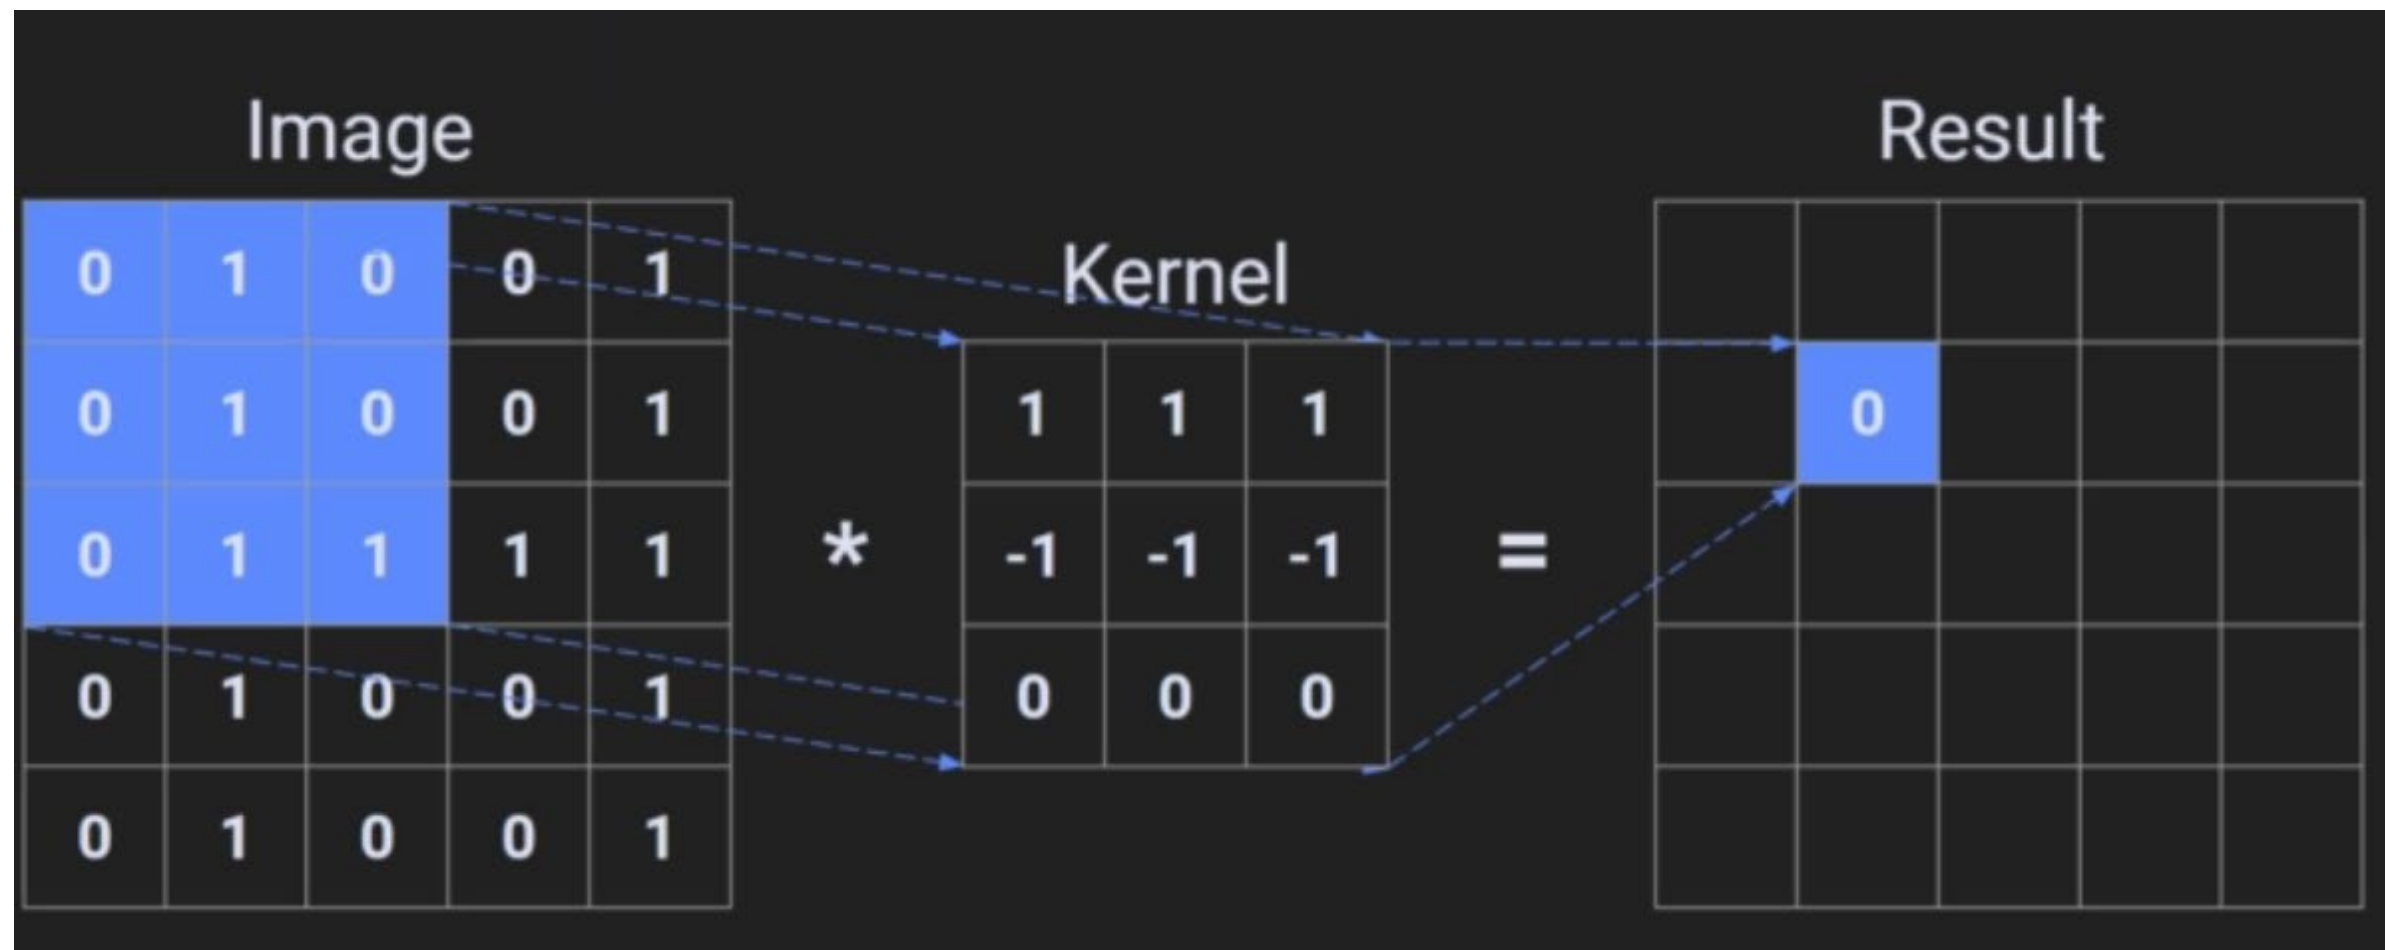 Image
Kernel
Result
0 1 0 0 1
0 1 0 0 1
0 1 1 1 1
0 1 0 0 1
0 1 0 0 1
*
1 1 1
-1 -1 -1
0 0 0
=
0